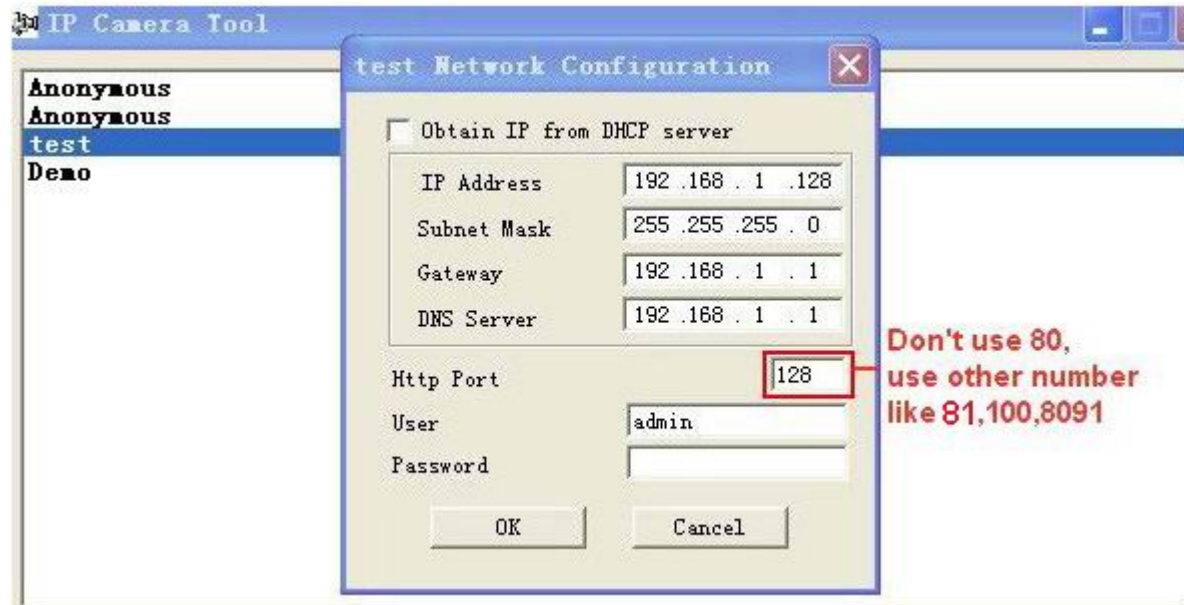 IP Camera Tool
test Network Configuration
Anonymous
Anonymous
test
Demo
Obtain IP from DHCP server
IP Address 192 .168 . 1 .128
Subnet Mask 255 .255 .255 . 0
Gateway 192 .168 . 1 . 1
DNS Server 192 .168 . 1 . 1
Http Port 128
User admin
Password
OK Cancel
Don't use 80,
use other number
like 81,100,8091